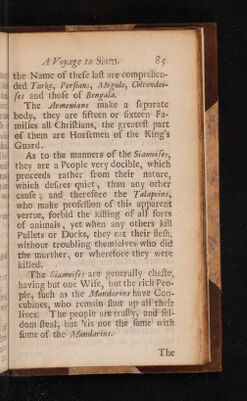 A Voyage to Siam. 85
the Name of these last are comprehen-
ded Turks, Persians, Moguls, Colcondoi-
ses and those of Bengala.
The Armenians make a separate
body, they are fifteen or sixteen Fa-
milies all Christians, the greatest part
of them are Horsemen of the King's
Guard.
As to the manners of the Siamoises,
they are a People very docible, which
proceeds rather from their nature,
which desires quiet, than any other
cause; and therefore the Talapoins,
who make profession of this apparent
vertue, forbid the killing of all sorts
of animals, yet when any others kill
Pullets or Ducks, they eat their flesh,
without troubling themselves who did
the murther, or wherefore they were
killed.
The Siamoises are generally chaste,
having but one Wife, but the rich Peo-
ple, such as the Mandarins have Con-
cubines, who remain shut up all their
lives. The people are trusty, and sel-
dom steal, but 'tis not the same with
some of the Mandarins.
The